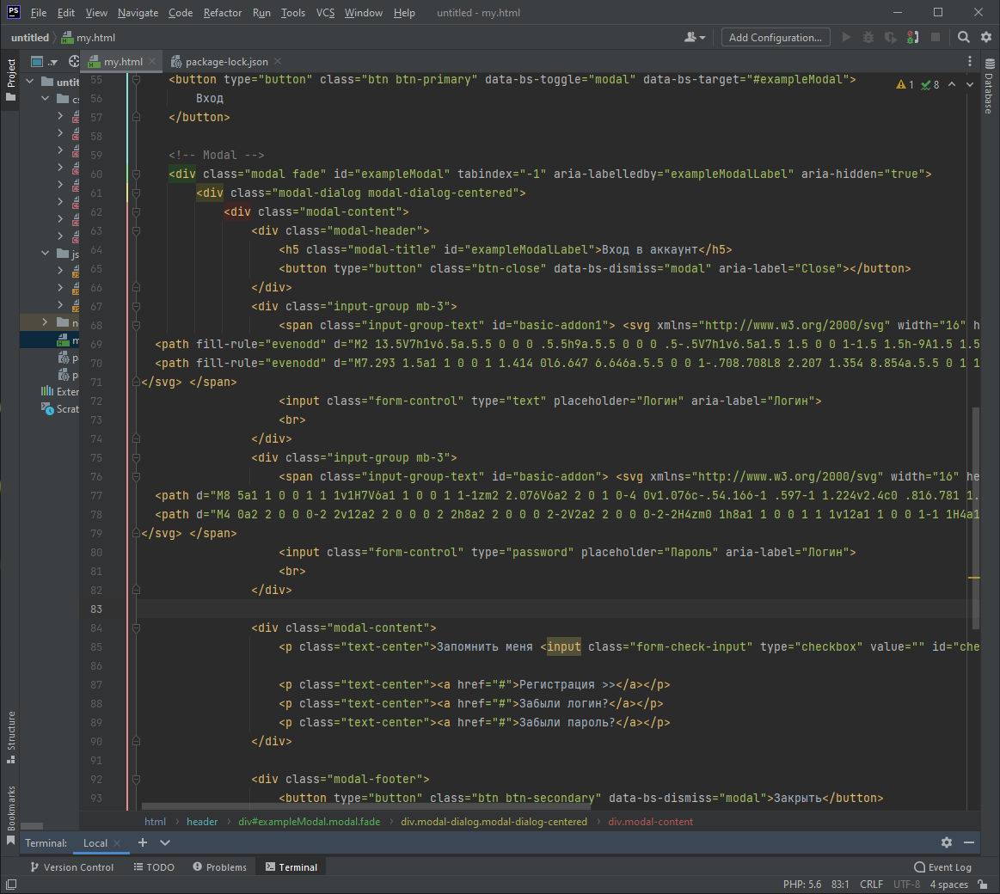 PS File Edit View Navigate Code Refactor Run Tools VCS Window Help untitled - my.html
untitled my.html Add Configuration...
Project my.html package-lock.json
Database
1 8
55 <button type="button" class="btn btn-primary" data-bs-toggle="modal" data-bs-target="#exampleModal">
56 Вход
57 </button>
58
59 <!-- Modal -->
60 <div class="modal fade" id="exampleModal" tabindex="-1" aria-labelledby="exampleModalLabel" aria-hidden="true">
61 <div class="modal-dialog modal-dialog-centered">
62 <div class="modal-content">
63 <div class="modal-header">
64 <h5 class="modal-title" id="exampleModalLabel">Вход в аккаунт</h5>
65 <button type="button" class="btn-close" data-bs-dismiss="modal" aria-label="Close"></button>
66 </div>
67 <div class="input-group mb-3">
68 <span class="input-group-text" id="basic-addon1"> <svg xmlns="http://www.w3.org/2000/svg" width="16" h
69 <path fill-rule="evenodd" d="M2 13.5V7h1v6.5a.5.5 0 0 0 .5.5h9a.5.5 0 0 0 .5-.5V7h1v6.5a1.5 1.5 0 0 1-1.5 1.5h-9A1.5 1.5
70 <path fill-rule="evenodd" d="M7.293 1.5a1 1 0 0 1 1.414 0l6.647 6.646a.5.5 0 0 1-.708.708L8 2.207 1.354 8.854a.5.5 0 1 1
71 </svg> </span>
72 <input class="form-control" type="text" placeholder="Логин" aria-label="Логин">
73 <br>
74 </div>
75 <div class="input-group mb-3">
76 <span class="input-group-text" id="basic-addon"> <svg xmlns="http://www.w3.org/2000/svg" width="16" he
77 <path d="M8 5a1 1 0 0 1 1 1v1H7V6a1 1 0 0 1 1-1zm2 2.076V6a2 2 0 1 0-4 0v1.076c-.54.166-1 .597-1 1.224v2.4c0 .816.781 1.
78 <path d="M4 0a2 2 0 0 0-2 2v12a2 2 0 0 0 2 2h8a2 2 0 0 0 2-2V2a2 2 0 0 0-2-2H4zm0 1h8a1 1 0 0 1 1 1v12a1 1 0 0 1-1 1H4a1
79 </svg> </span>
80 <input class="form-control" type="password" placeholder="Пароль" aria-label="Логин">
81 <br>
82 </div>
83
84 <div class="modal-content">
85 <p class="text-center">Запомнить меня <input class="form-check-input" type="checkbox" value="" id="che
86
87 <p class="text-center"><a href="#">Регистрация >></a></p>
88 <p class="text-center"><a href="#">Забыли логин?</a></p>
89 <p class="text-center"><a href="#">Забыли пароль?</a></p>
90 </div>
91
92 <div class="modal-footer">
93 <button type="button" class="btn btn-secondary" data-bs-dismiss="modal">Закрыть</button>
untit
cs
js
n
m
p
p
Exter
Scrat
Structure
Bookmarks
html header div#exampleModal.modal.fade div.modal-dialog.modal-dialog-centered div.modal-content
Terminal: Local
Version Control TODO Problems Terminal Event Log
PHP: 5.6 83:1 CRLF UTF-8 4 spaces